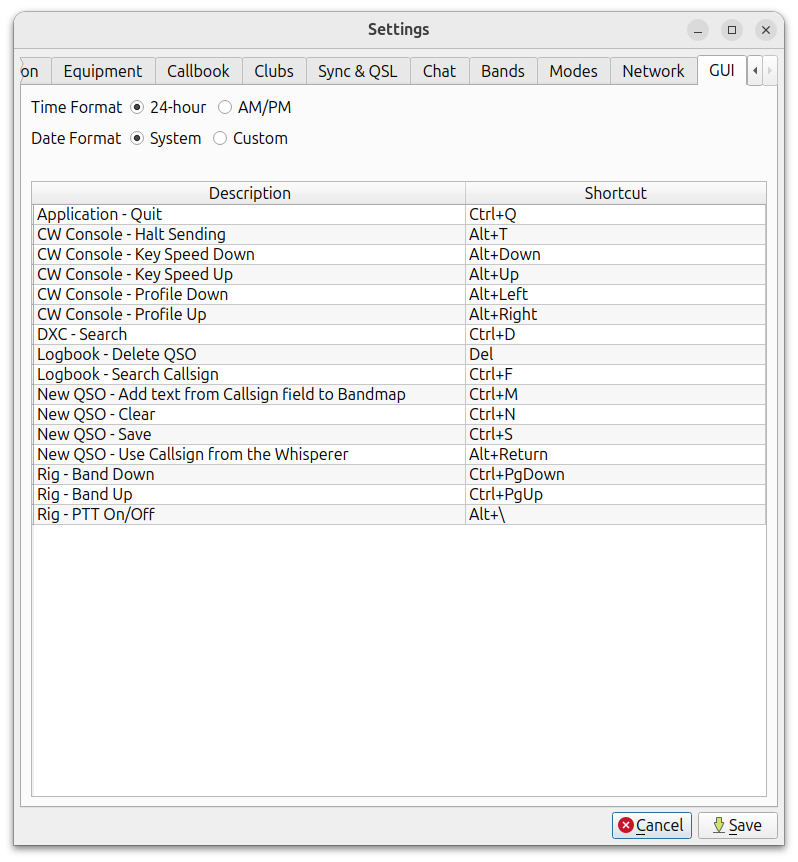 Settings
on Equipment Callbook Clubs Sync & QSL Chat Bands Modes Network GUI
Time Format 24-hour AM/PM
Date Format System Custom
Description Shortcut
Application - Quit Ctrl+Q
CW Console - Halt Sending Alt+T
CW Console - Key Speed Down Alt+Down
CW Console - Key Speed Up Alt+Up
CW Console - Profile Down Alt+Left
CW Console - Profile Up Alt+Right
DXC - Search Ctrl+D
Logbook - Delete QSO Del
Logbook - Search Callsign Ctrl+F
New QSO - Add text from Callsign field to Bandmap Ctrl+M
New QSO - Clear Ctrl+N
New QSO - Save Ctrl+S
New QSO - Use Callsign from the Whisperer Alt+Return
Rig - Band Down Ctrl+PgDown
Rig - Band Up Ctrl+PgUp
Rig - PTT On/Off Alt+\
Cancel Save